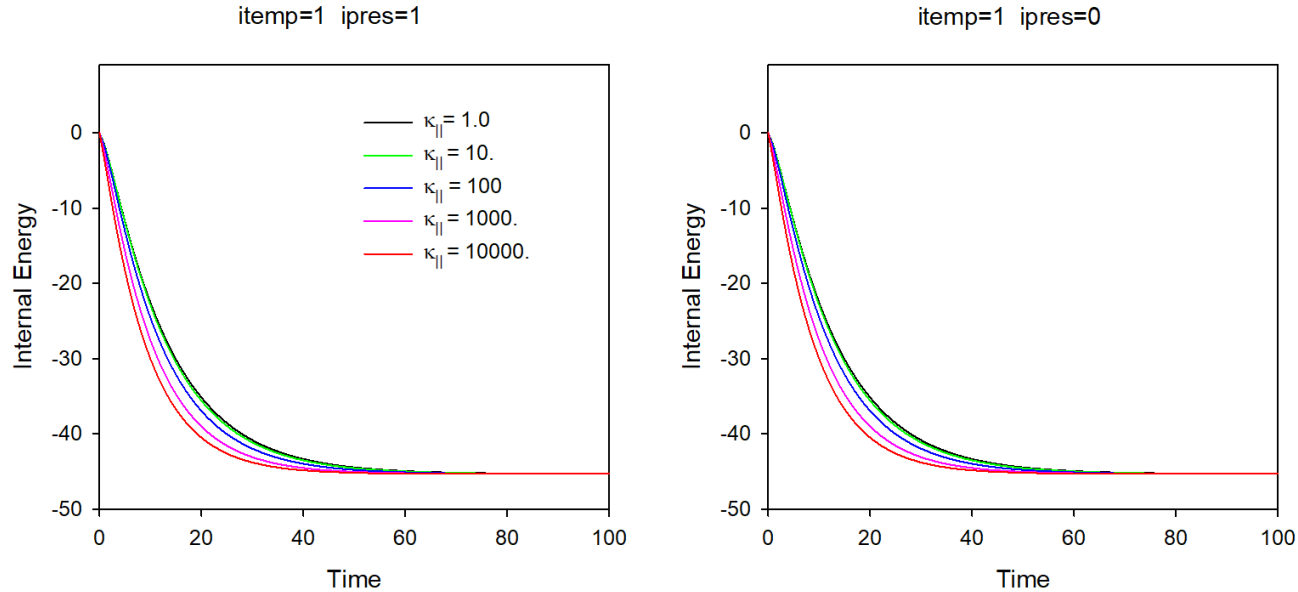 itemp=1 ipres=1
0
-10
-20
-30
-40
-50
Internal Energy
κ||= 1.0
κ||= 10.
κ|| = 100
κ|| = 1000.
κ|| = 10000.
0 20 40 60 80 100
Time
itemp=1 ipres=0
0
-10
-20
-30
-40
-50
Internal Energy
0 20 40 60 80 100
Time